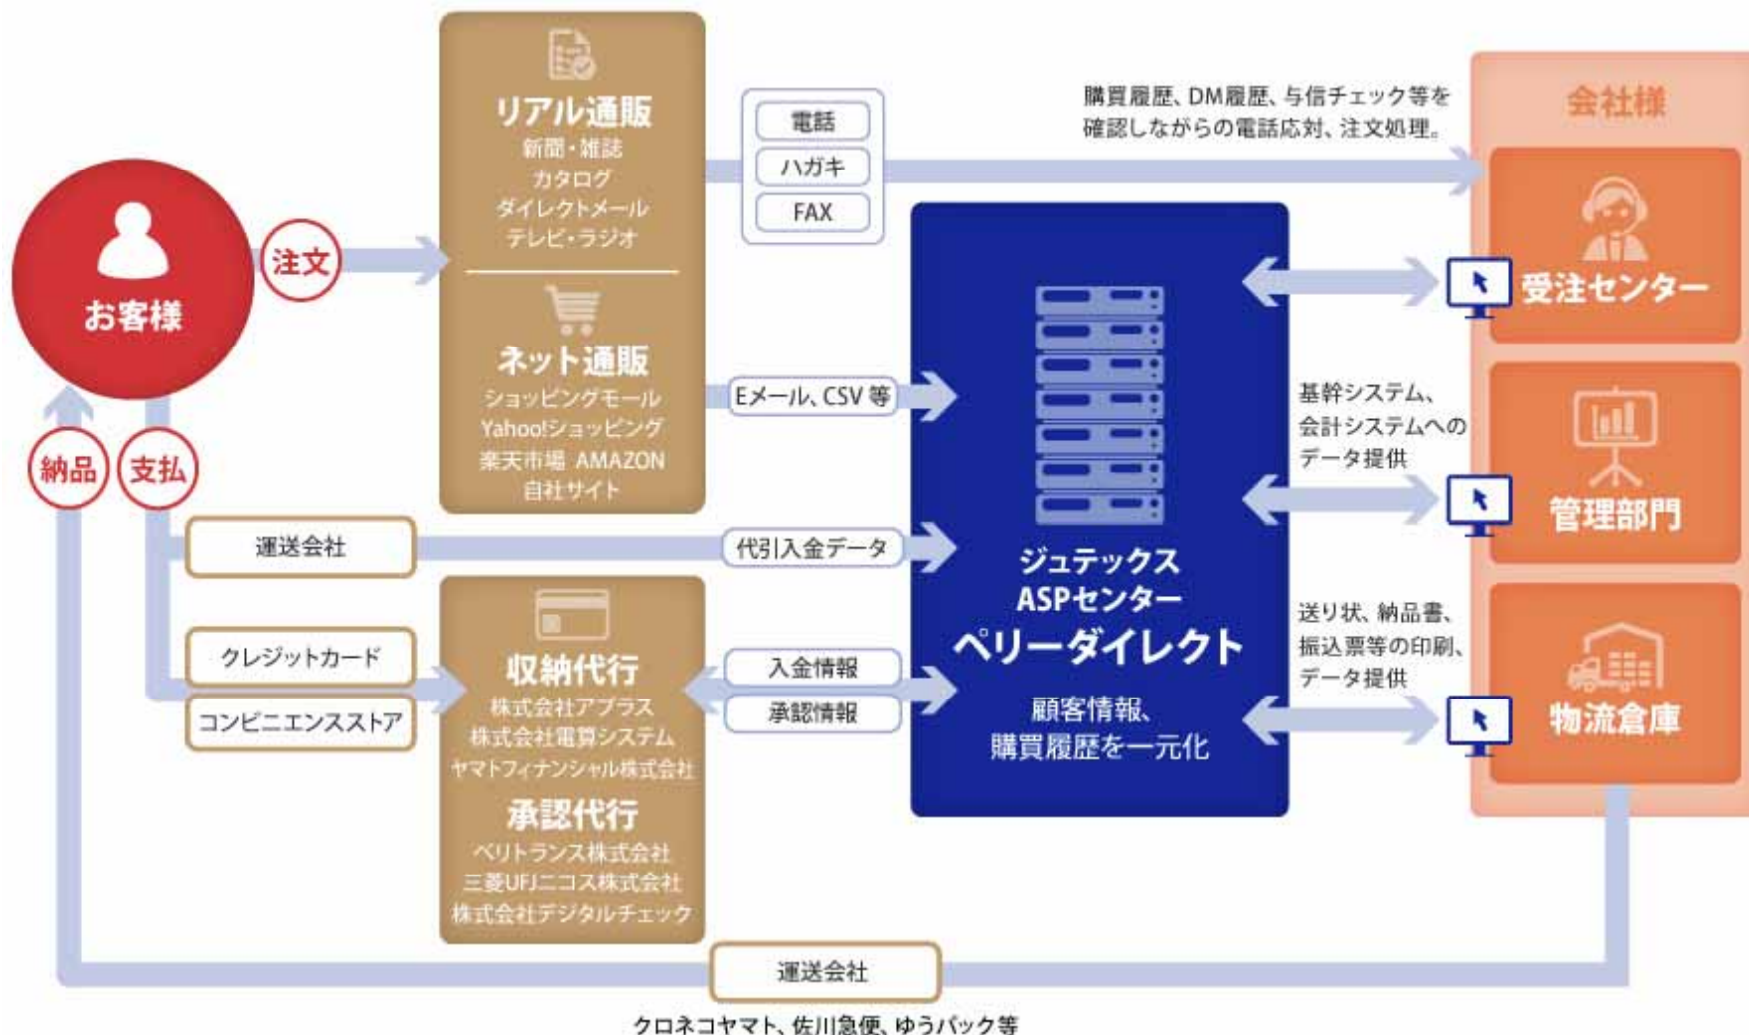 お客様
注文
納品
支払
リアル通販
新聞・雑誌
カタログ
ダイレクトメール
テレビ・ラジオ
ネット通販
ショッピングモール
Yahoo!ショッピング
楽天市場 AMAZON
自社サイト
電話
ハガキ
FAX
購買履歴、DM履歴、与信チェック等を
確認しながらの電話応対、注文処理。
Eメール、CSV 等
運送会社
代引入金データ
クレジットカード
コンビニエンスストア
収納代行
株式会社アプラス
株式会社電算システム
ヤマトフィナンシャル株式会社
承認代行
ベリトランス株式会社
三菱UFJニコス株式会社
株式会社デジタルチェック
入金情報
承認情報
ジュテックス
ASPセンター
ペリーダイレクト
顧客情報、
購買履歴を一元化
基幹システム、
会計システムへの
データ提供
送り状、納品書、
振込票等の印刷、
データ提供
会社様
受注センター
管理部門
物流倉庫
運送会社
クロネコヤマト、佐川急便、ゆうパック等